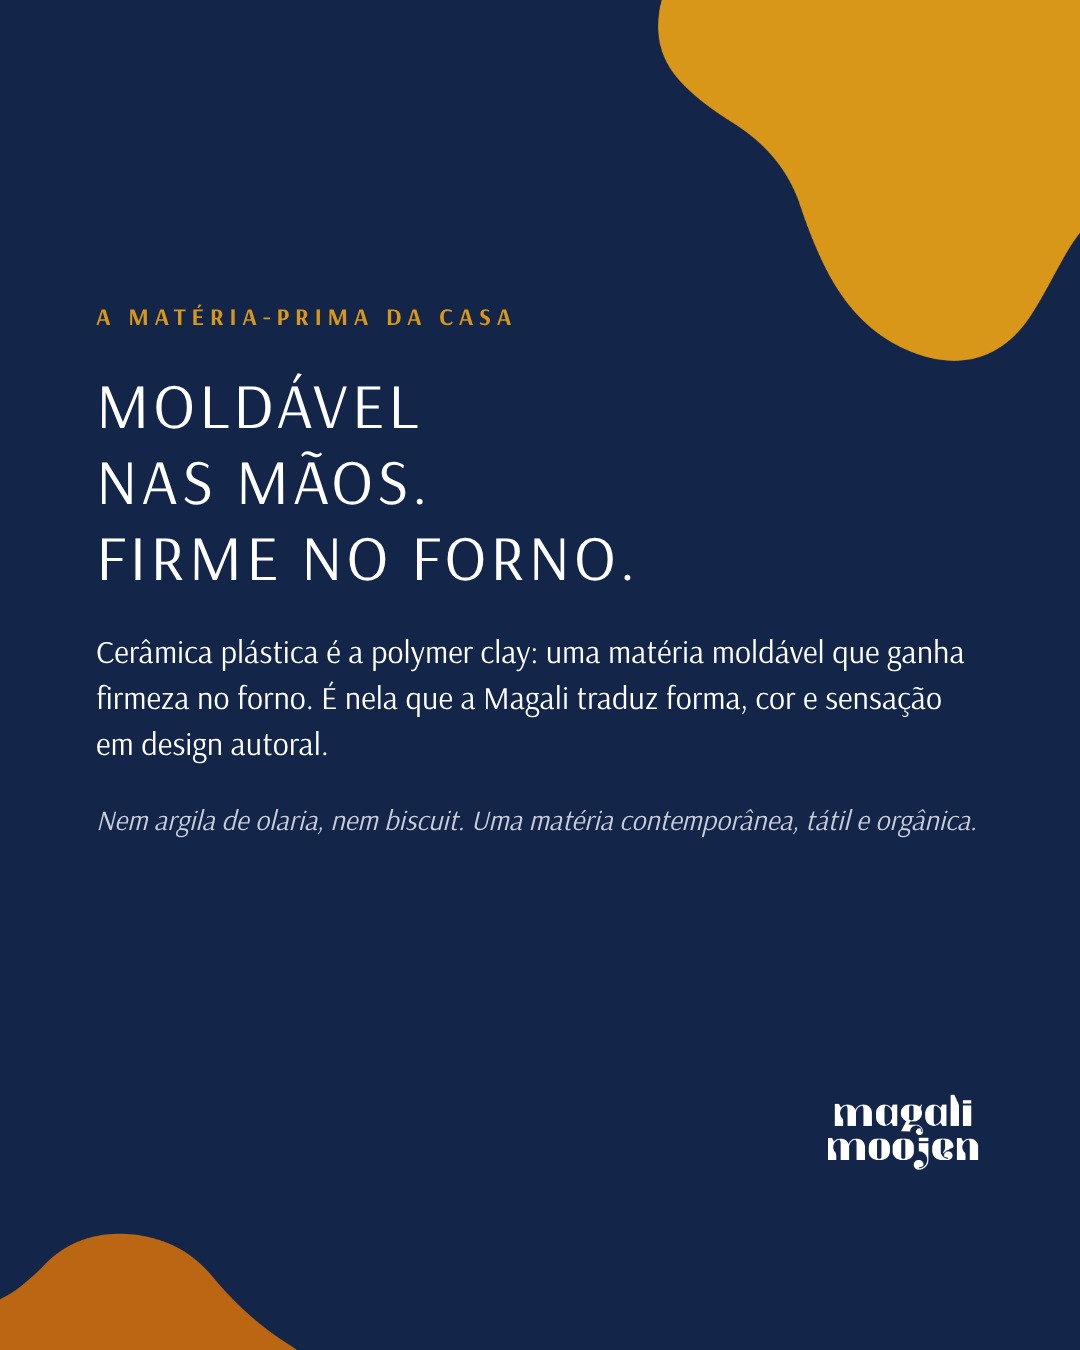 A MATÉRIA-PRIMA DA CASA
MOLDÁVEL
NAS MÃOS.
FIRME NO FORNO.
Cerâmica plástica é a polymer clay: uma matéria moldável que ganha
firmeza no forno. É nela que a Magali traduz forma, cor e sensação
em design autoral.
Nem argila de olaria, nem biscuit. Uma matéria contemporânea, tátil e orgânica.
magali
moojen